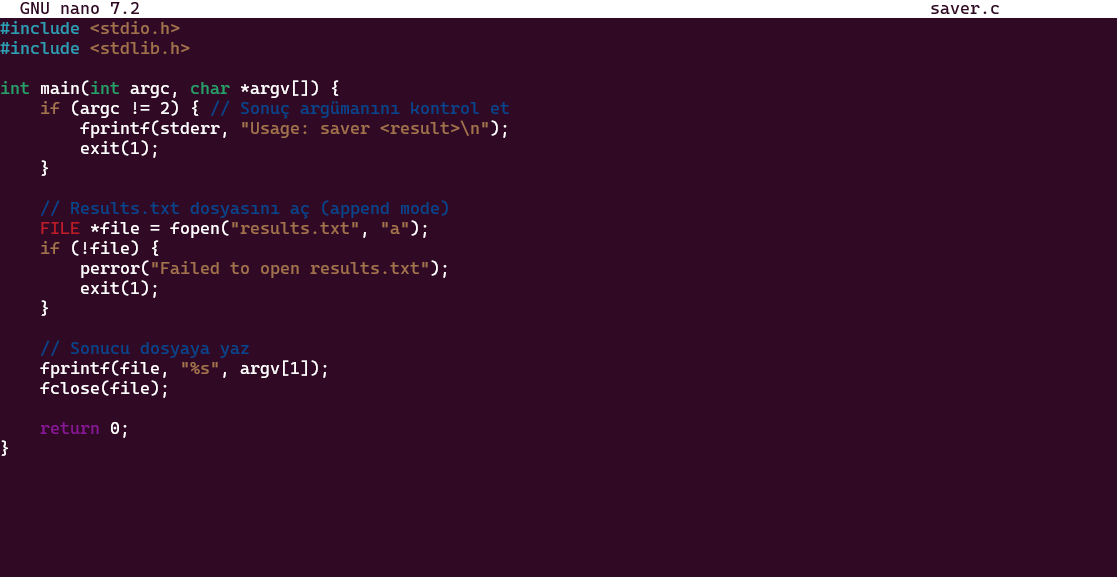 GNU nano 7.2 saver.c
#include <stdio.h>
#include <stdlib.h>
int main(int argc, char *argv[]) {
    if (argc != 2) { // Sonuç argümanını kontrol et
        fprintf(stderr, "Usage: saver <result>\n");
        exit(1);
    }
    // Results.txt dosyasını aç (append mode)
    FILE *file = fopen("results.txt", "a");
    if (!file) {
        perror("Failed to open results.txt");
        exit(1);
    }
    // Sonucu dosyaya yaz
    fprintf(file, "%s", argv[1]);
    fclose(file);
    return 0;
}